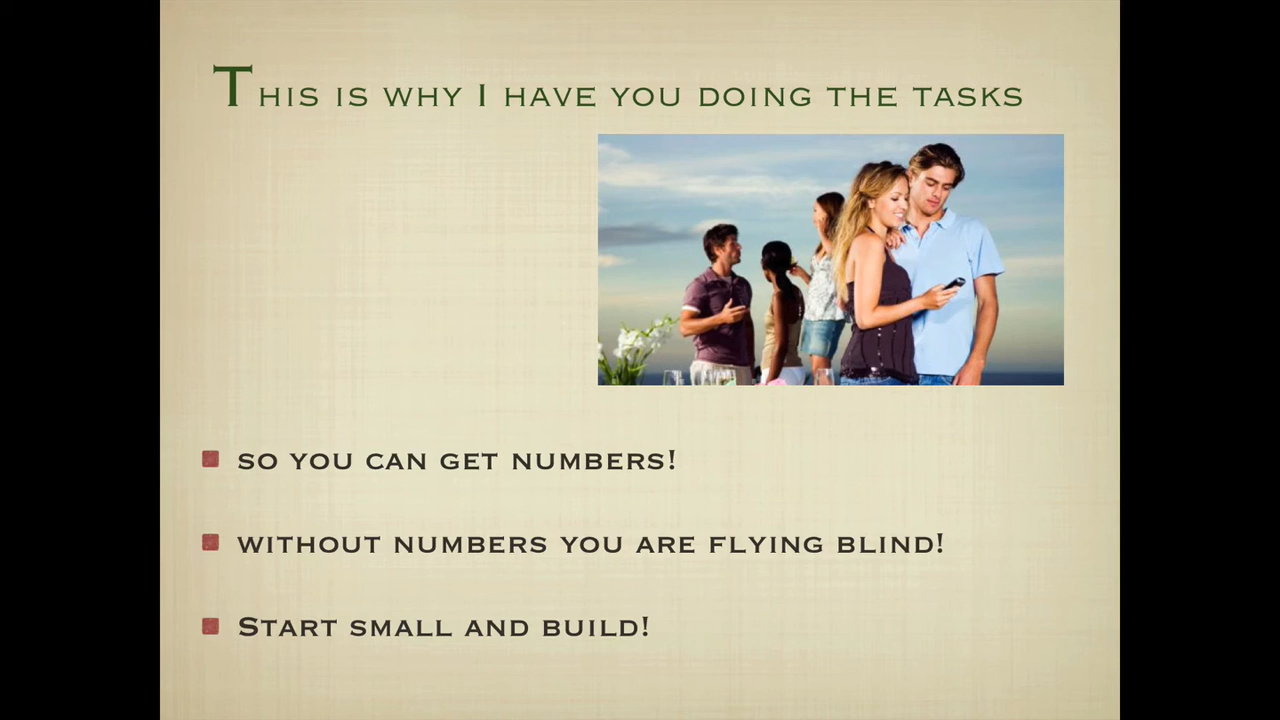 This is why I have you doing the tasks
so you can get numbers!
without numbers you are flying blind!
Start small and build!